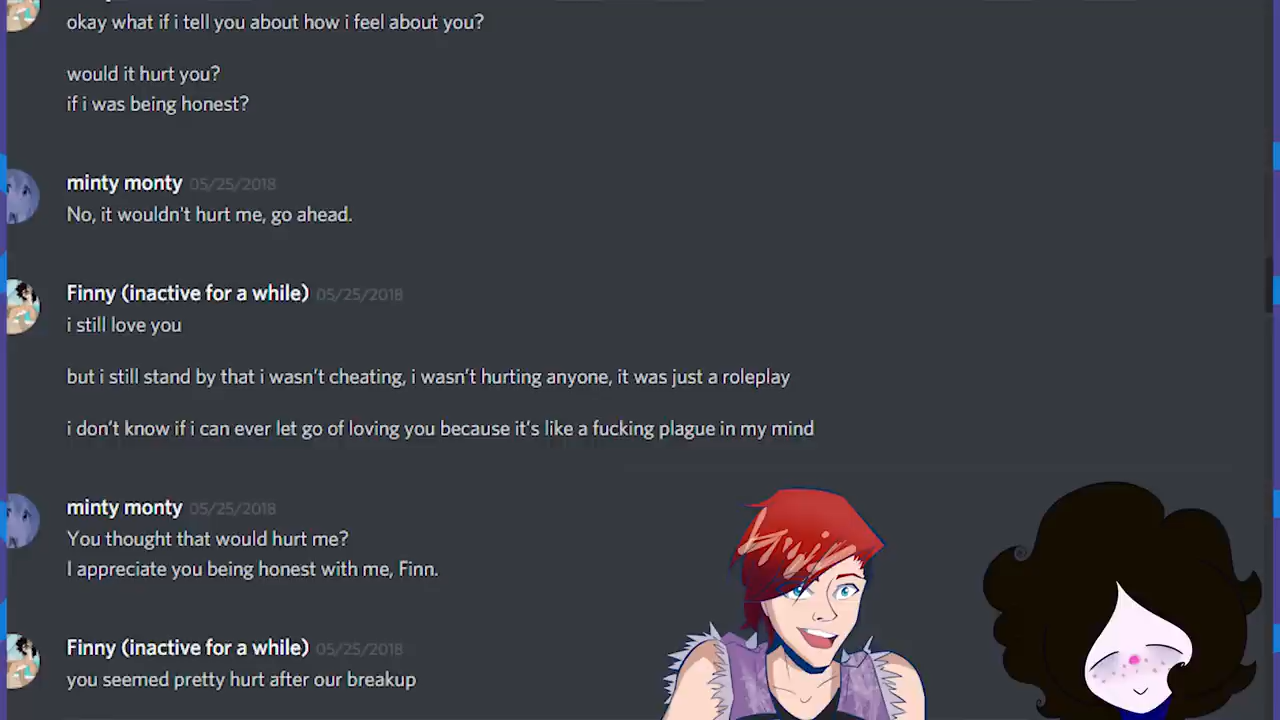 okay what if i tell you about how i feel about you?
would it hurt you?
if i was being honest?
minty monty 05/25/2018
No, it wouldn't hurt me, go ahead.
Finny (inactive for a while) 05/25/2018
i still love you
but i still stand by that i wasn't cheating, i wasn't hurting anyone, it was just a roleplay
i don't know if i can ever let go of loving you because it's like a fucking plague in my mind
minty monty 05/25/2018
You thought that would hurt me?
I appreciate you being honest with me, Finn.
Finny (inactive for a while) 05/25/2018
you seemed pretty hurt after our breakup